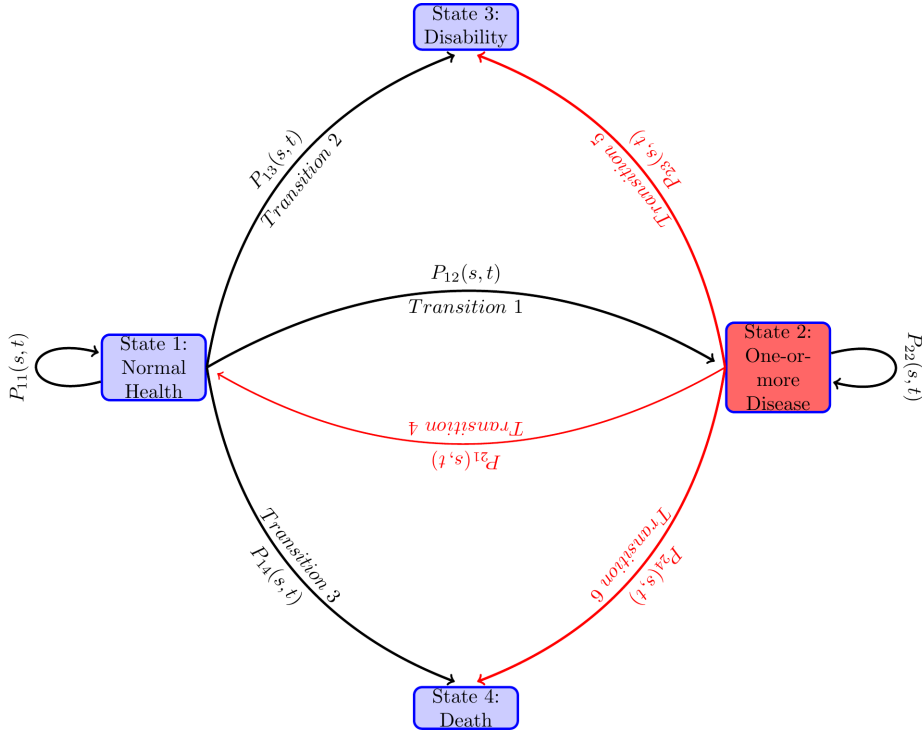 State 3:
Disability
P₁₃(s, t)
Transition 2
P₂₃(s, t)
Transition 5
P₁₂(s, t)
Transition 1
P₁₁(s, t)
State 1:
Normal
Health
State 2:
One-or-
more
Disease
P₂₂(s, t)
Transition 4
P₂₁(s, t)
Transition 3
P₁₄(s, t)
Transition 6
P₂₄(s, t)
State 4:
Death